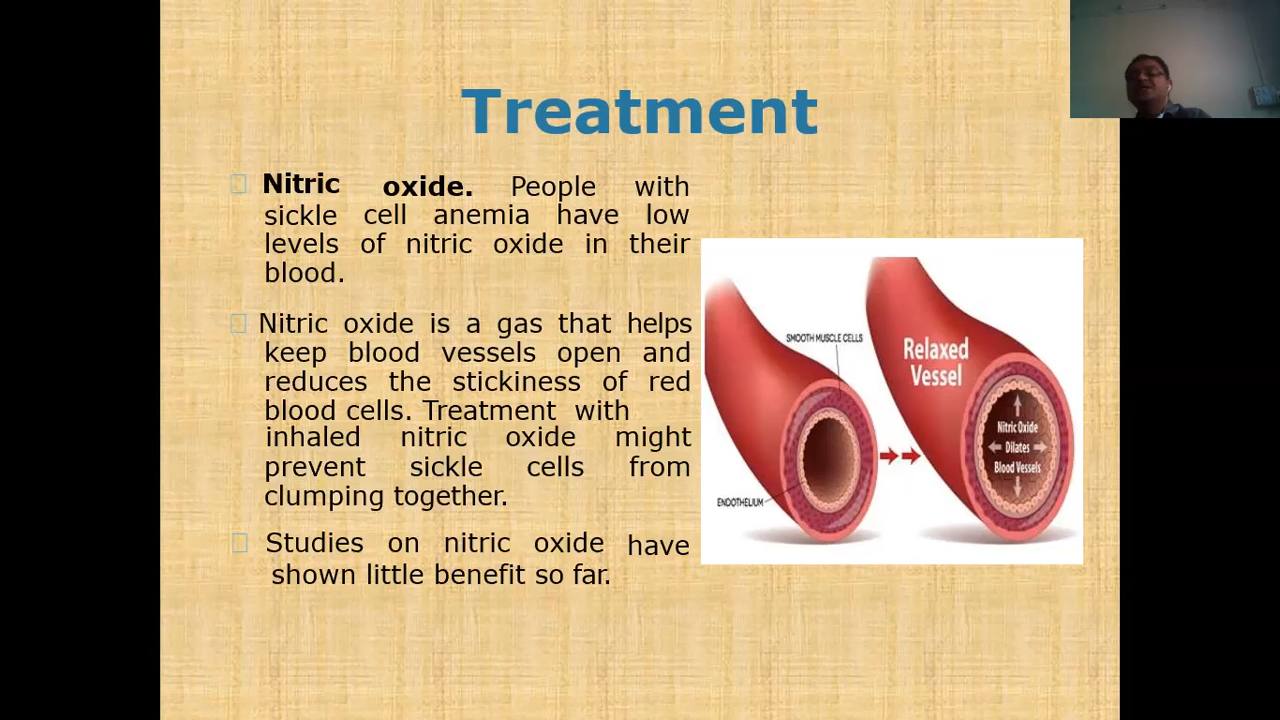 Treatment
Nitric oxide. People with
sickle cell anemia have low
levels of nitric oxide in their
blood.
Nitric oxide is a gas that helps
keep blood vessels open and
reduces the stickiness of red
blood cells. Treatment with
inhaled nitric oxide might
prevent sickle cells from
clumping together.
Studies on nitric oxide have
shown little benefit so far.
SMOOTH MUSCLE CELLS
ENDOTHELIUM
Relaxed
Vessel
Nitric Oxide
Dilates
Blood Vessels